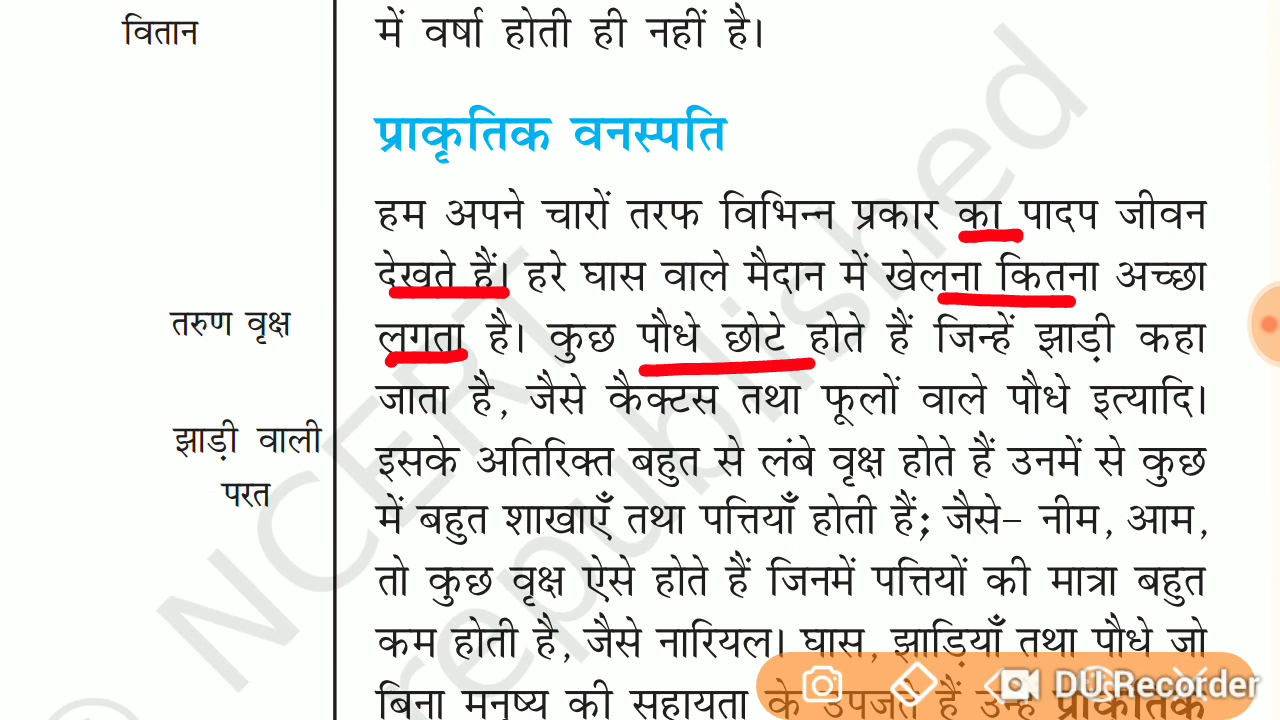 वितान
में वर्षा होती ही नहीं है।
प्राकृतिक वनस्पति
हम अपने चारों तरफ विभिन्न प्रकार का पादप जीवन
देखते हैं। हरे घास वाले मैदान में खेलना कितना अच्छा
तरुण वृक्ष
लगता है। कुछ पौधे छोटे होते हैं जिन्हें झाड़ी कहा
जाता है, जैसे कैक्टस तथा फूलों वाले पौधे इत्यादि।
झाड़ी वाली
परत
इसके अतिरिक्त बहुत से लंबे वृक्ष होते हैं उनमें से कुछ
में बहुत शाखाएँ तथा पत्तियाँ होती हैं; जैसे– नीम, आम,
तो कुछ वृक्ष ऐसे होते हैं जिनमें पत्तियों की मात्रा बहुत
कम होती है, जैसे नारियल। घास, झाड़ियाँ तथा पौधे जो
बिना मनुष्य की सहायता के उपजते हैं उन्हें प्राकृतिक
© NCERT
republished
DU Recorder